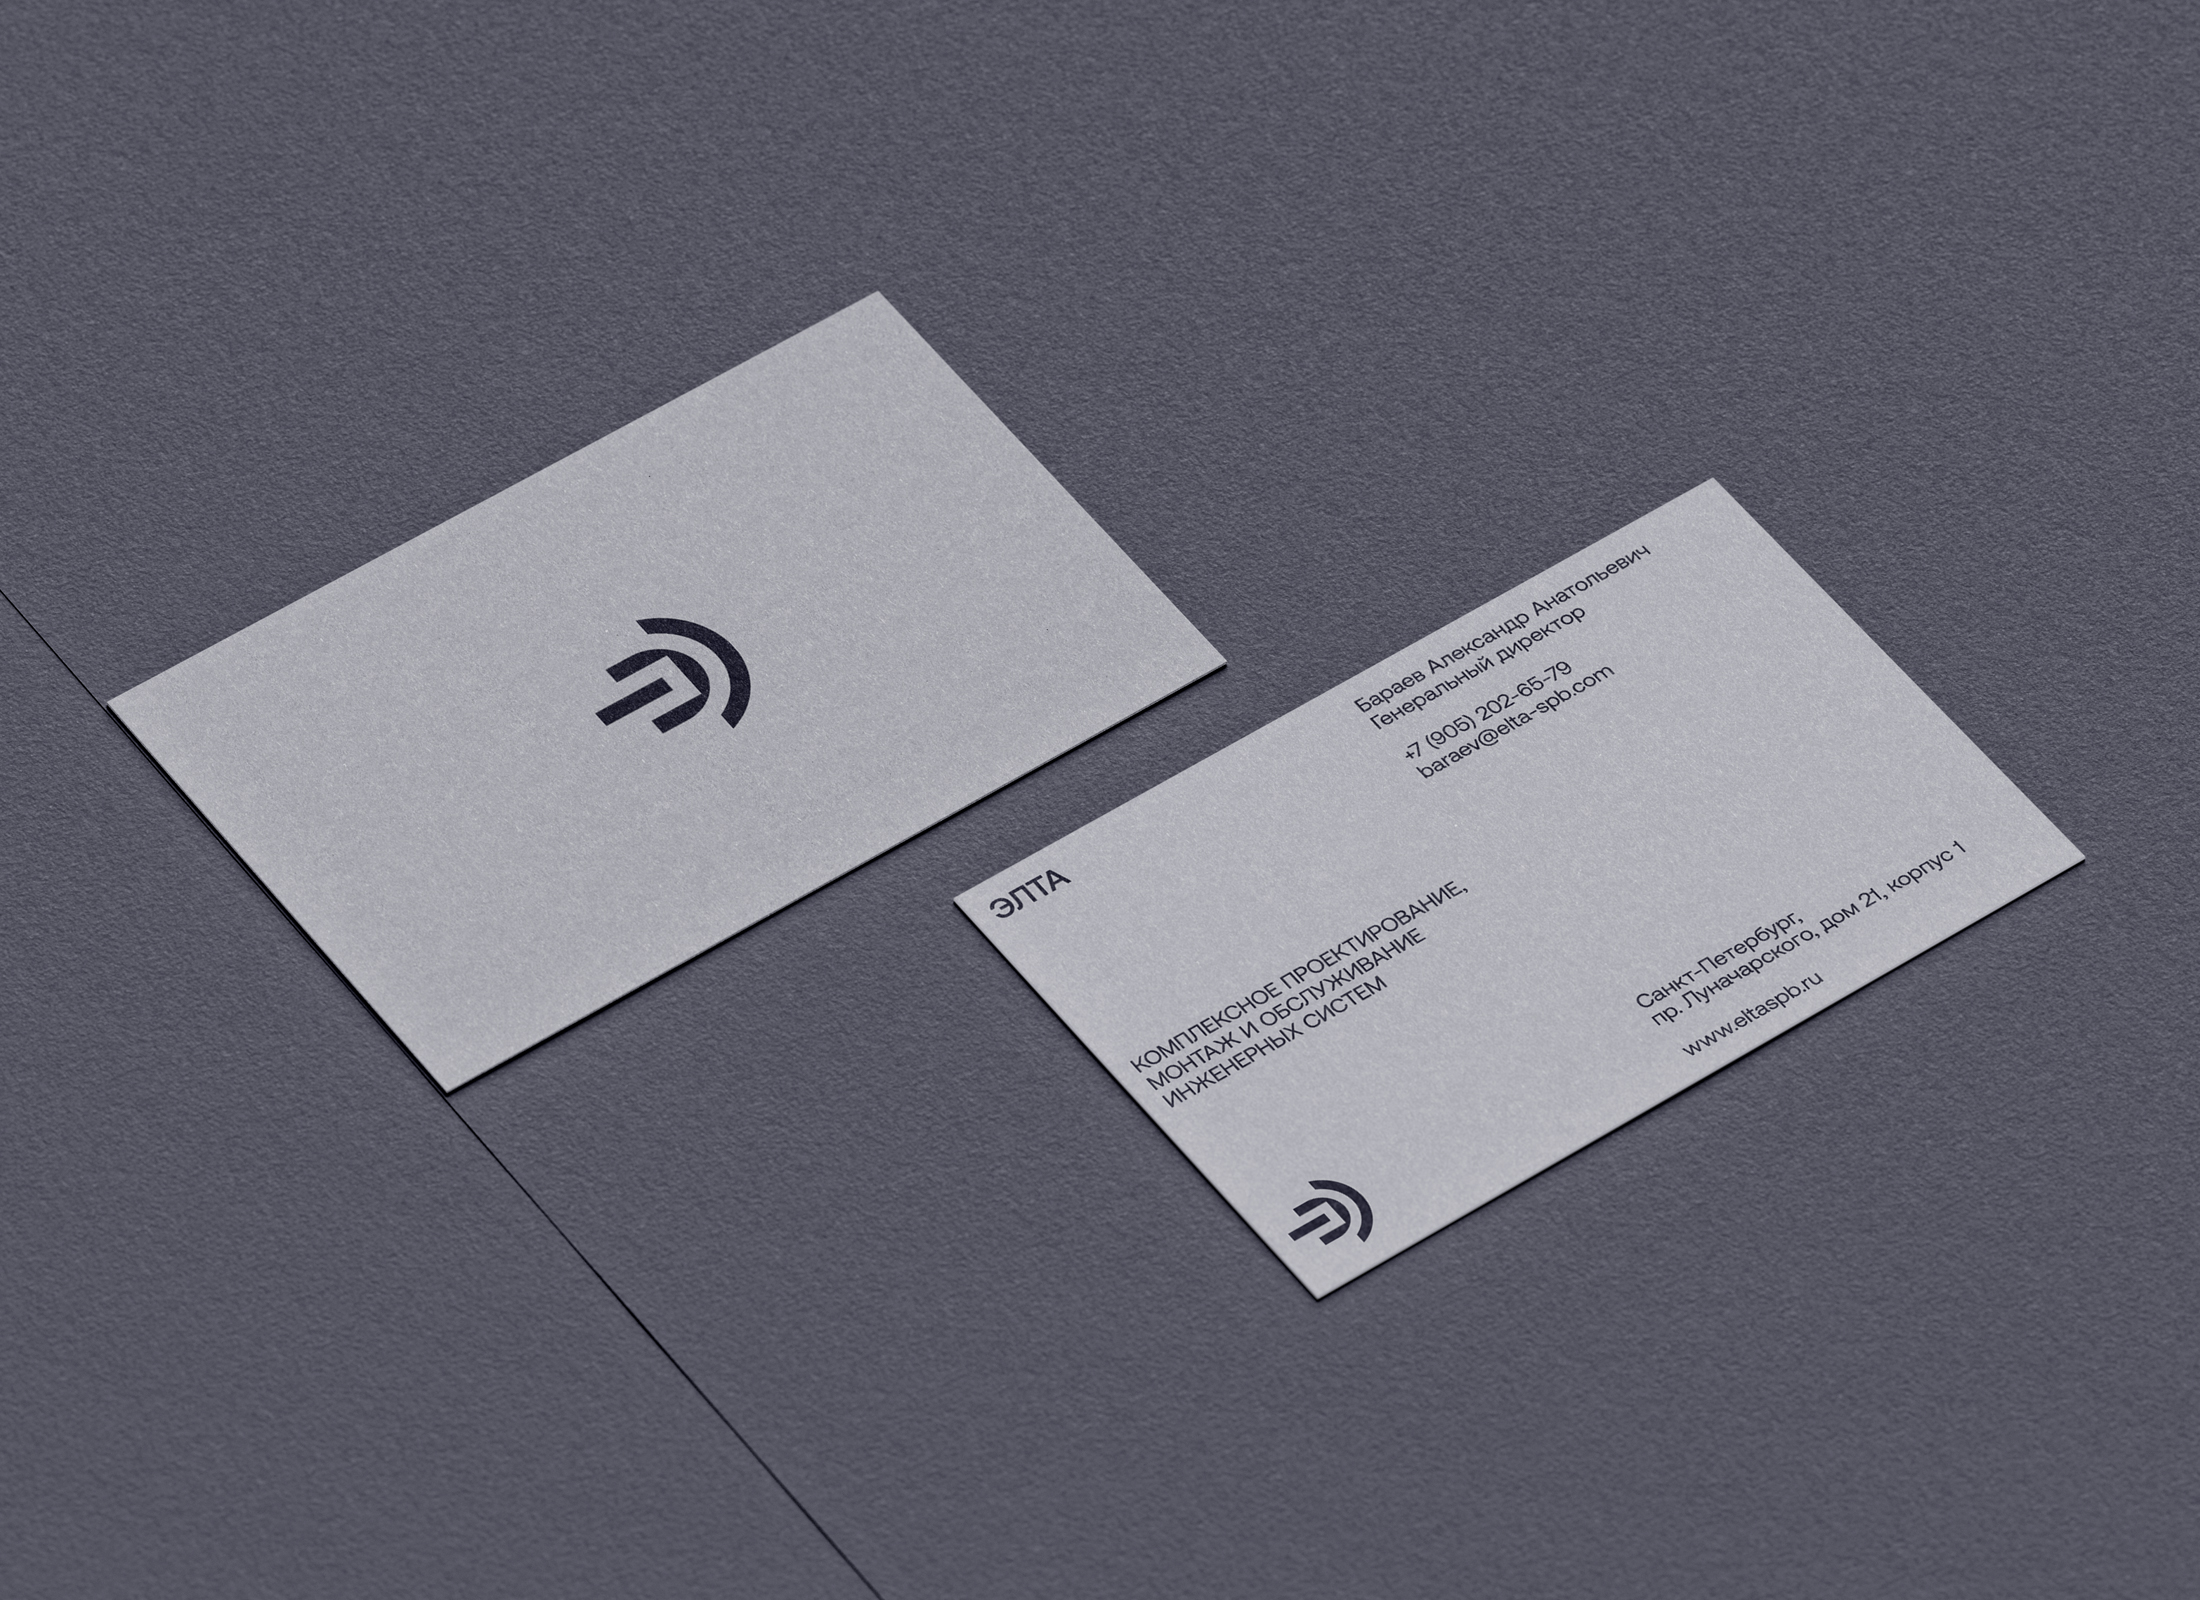 ЭЛТА
Бараев Александр Анатольевич
Генеральный директор
+7 (905) 202-65-79
baraev@elta-spb.com
КОМПЛЕКСНОЕ ПРОЕКТИРОВАНИЕ,
МОНТАЖ И ОБСЛУЖИВАНИЕ
ИНЖЕНЕРНЫХ СИСТЕМ
Санкт-Петербург,
пр. Луначарского, дом 21, корпус 1
www.eltaspb.ru